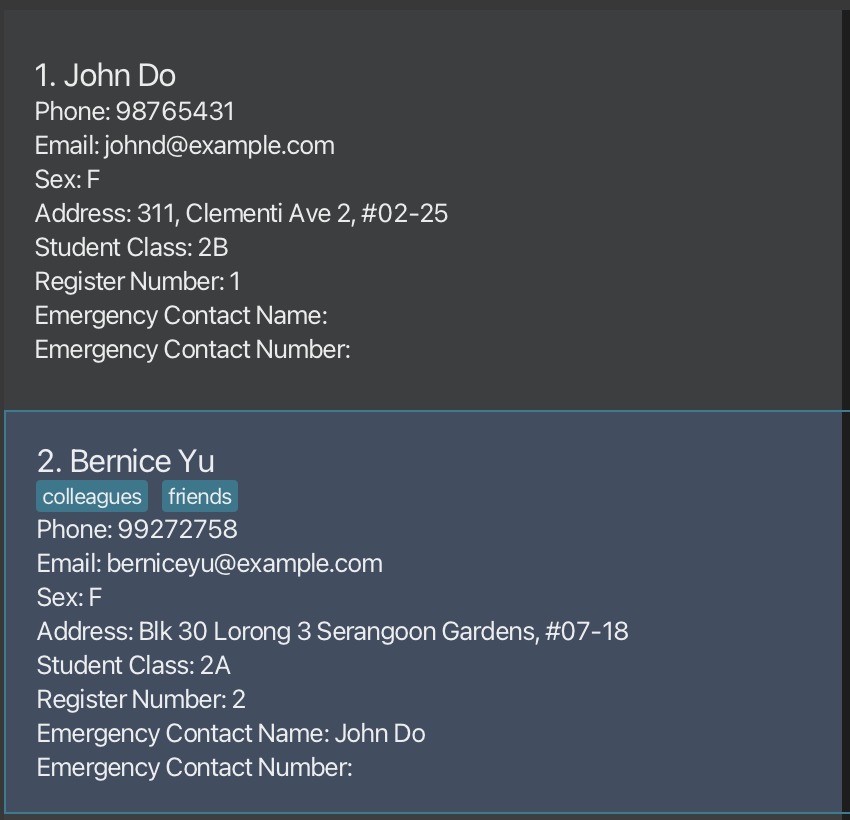 1. John Do
Phone: 98765431
Email: johnd@example.com
Sex: F
Address: 311, Clementi Ave 2, #02-25
Student Class: 2B
Register Number: 1
Emergency Contact Name:
Emergency Contact Number:
2. Bernice Yu
colleagues friends
Phone: 99272758
Email: berniceyu@example.com
Sex: F
Address: Blk 30 Lorong 3 Serangoon Gardens, #07-18
Student Class: 2A
Register Number: 2
Emergency Contact Name: John Do
Emergency Contact Number: